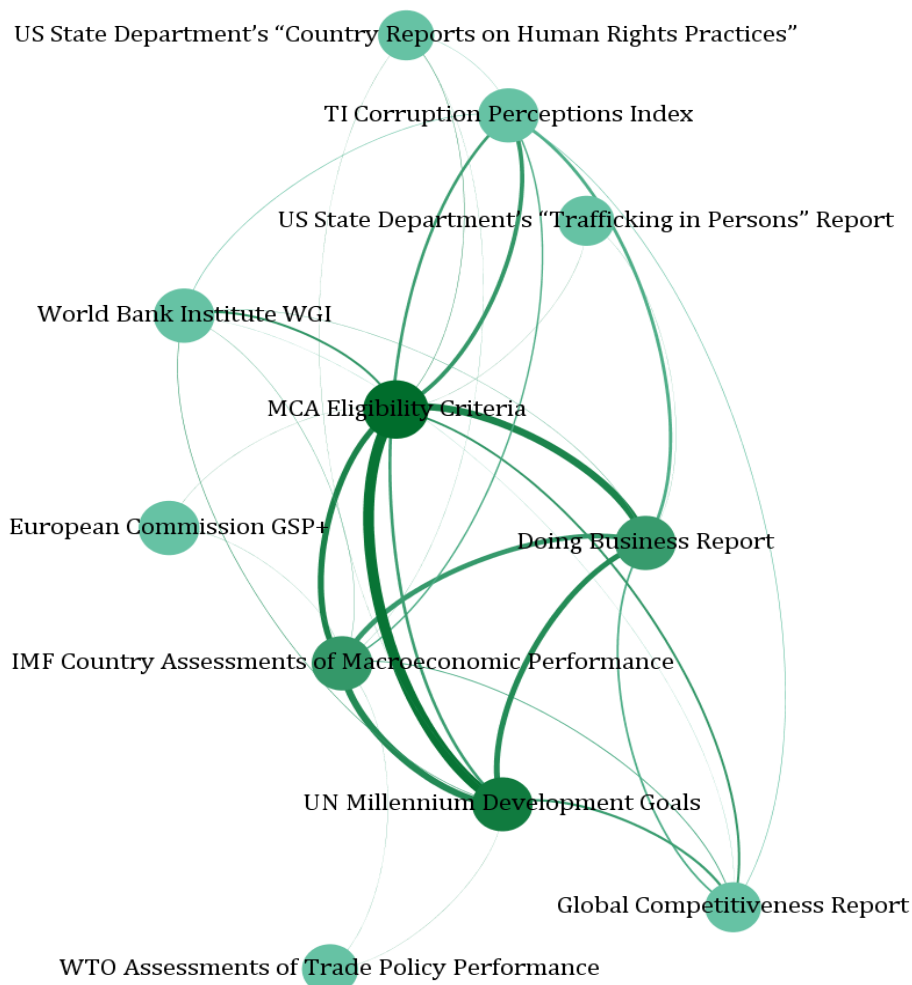 US State Department’s “Country Reports on Human Rights Practices”
TI Corruption Perceptions Index
US State Department’s “Trafficking in Persons” Report
World Bank Institute WGI
MCA Eligibility Criteria
European Commission GSP+
Doing Business Report
IMF Country Assessments of Macroeconomic Performance
UN Millennium Development Goals
Global Competitiveness Report
WTO Assessments of Trade Policy Performance